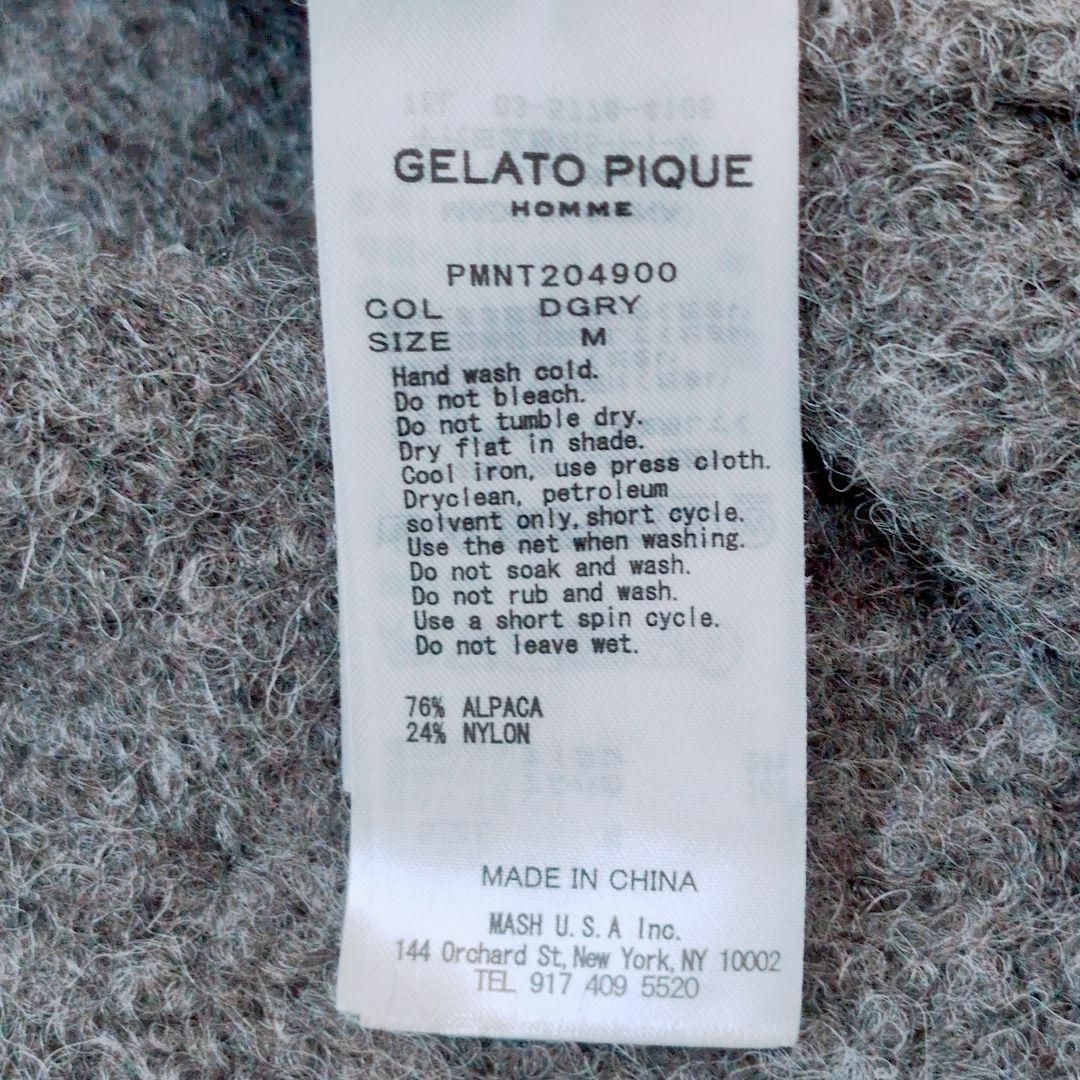 GELATO PIQUE
HOMME
PMNT204900
COL DGRY
SIZE M
Hand wash cold.
Do not bleach.
Do not tumble dry.
Dry flat in shade.
Cool iron, use press cloth.
Dryclean, petroleum
solvent only, short cycle.
Use the net when washing.
Do not soak and wash.
Do not rub and wash.
Use a short spin cycle.
Do not leave wet.
76% ALPACA
24% NYLON
MADE IN CHINA
MASH U.S.A Inc.
144 Orchard St, New York, NY 10002
TEL 917 409 5520